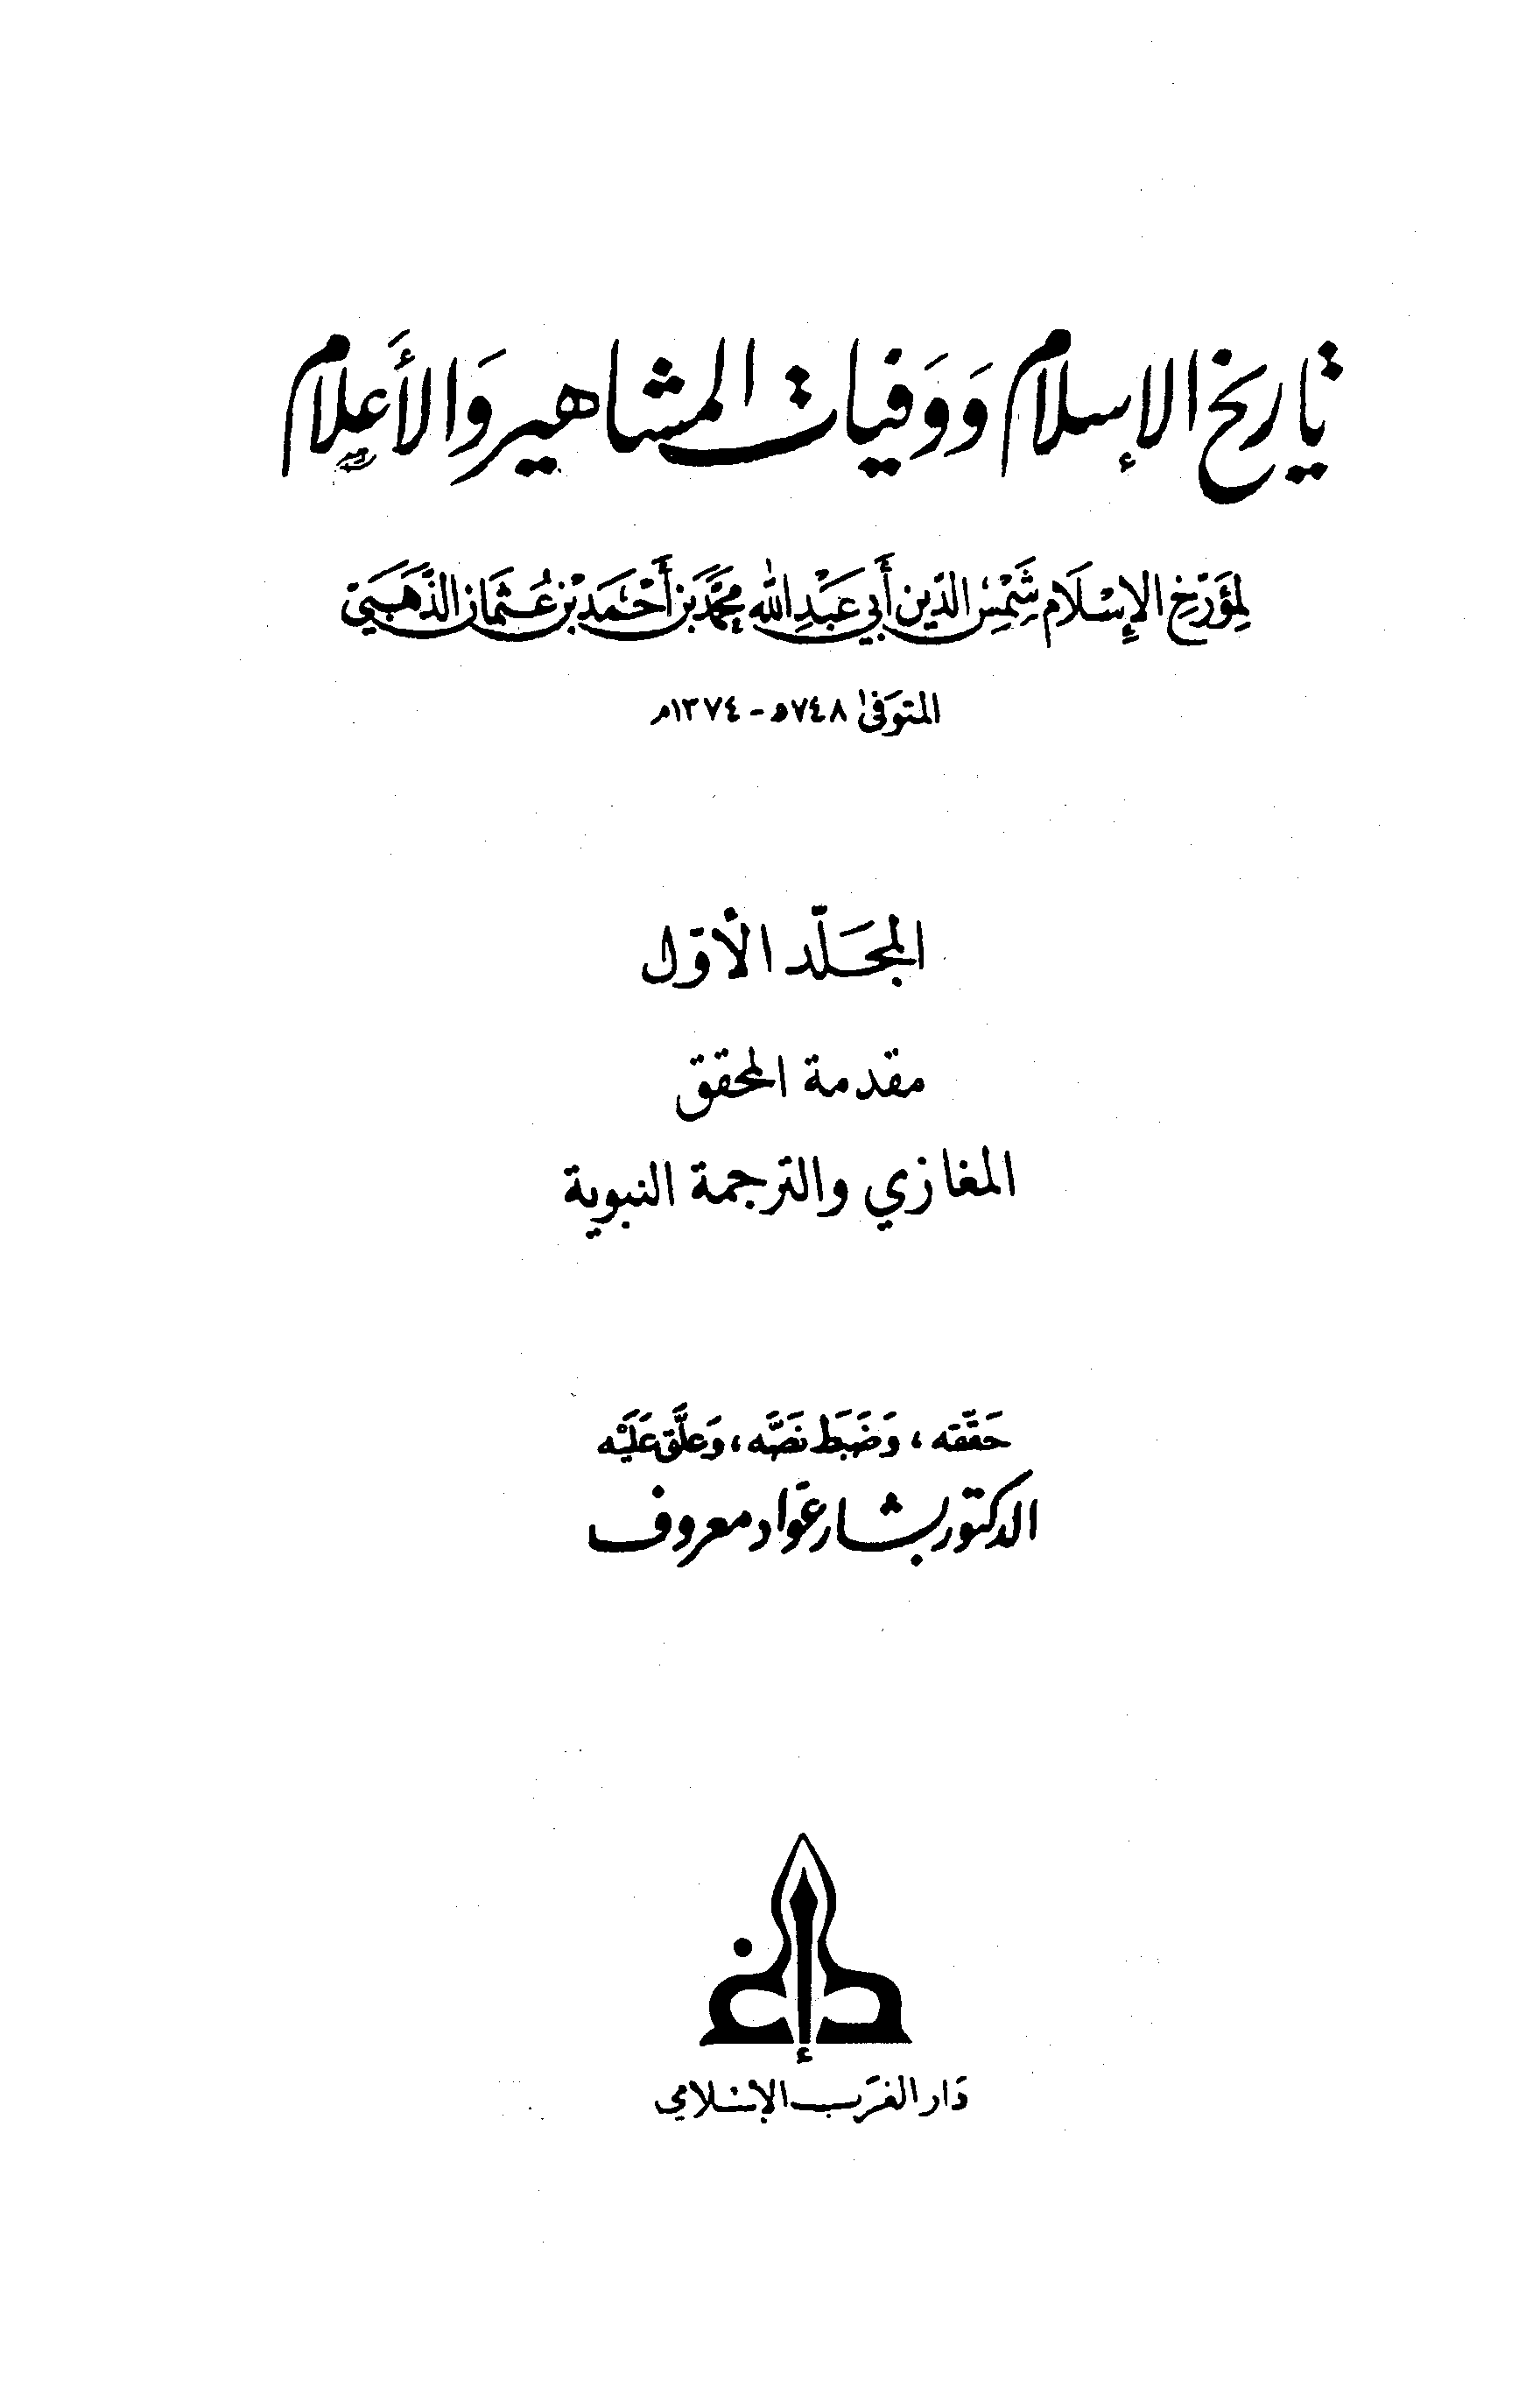 تاريخ الإسلام ووفيات المشاهير والأعلام
لمؤرخ الإسلام شمس الدين أبي عبد الله محمد بن أحمد بن عثمان الذهبي
المتوفى ٧٤٨ هـ - ١٣٧٤م
المجلد الأول
مقدمة المحقق
المغازي والترجمة النبوية
حققه، وضبط نصه، وعلق عليه
الدكتور بشار عواد معروف
دار الغرب الإسلامي